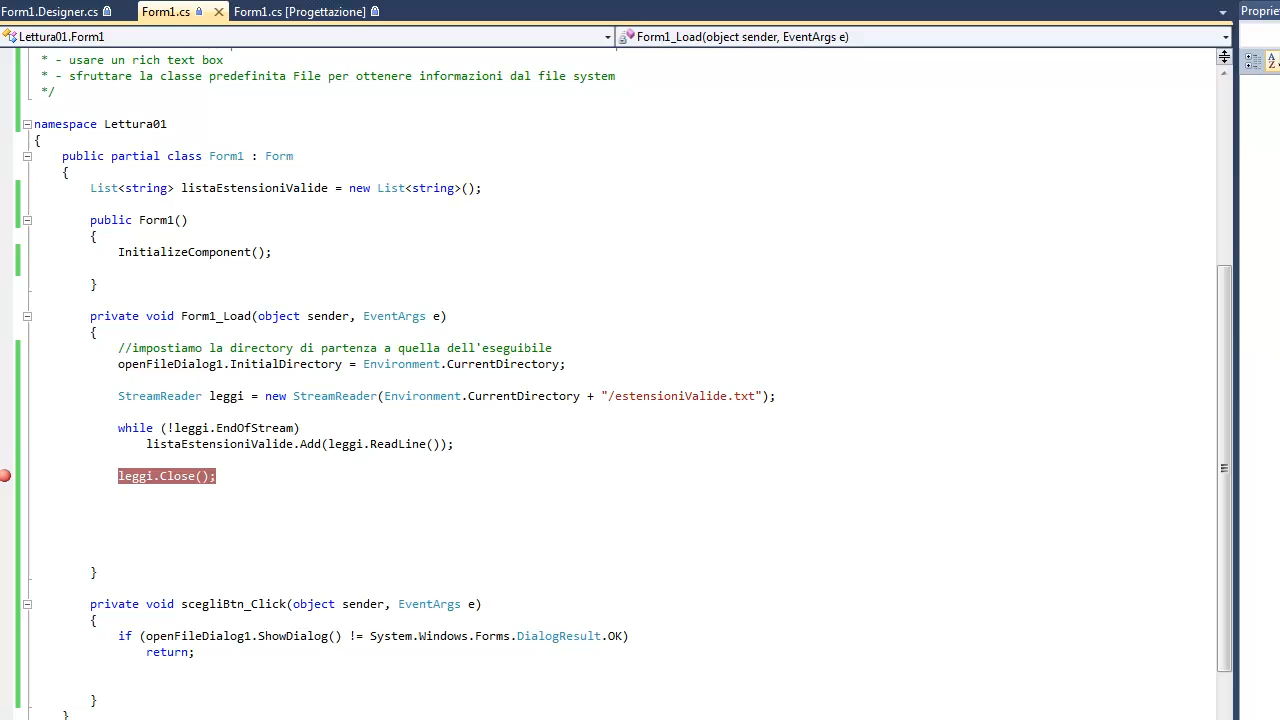 Form1.Designer.cs
Form1.cs
Form1.cs [Progettazione]
Proprie
Lettura01.Form1
Form1_Load(object sender, EventArgs e)
* - usare un rich text box
* - sfruttare la classe predefinita File per ottenere informazioni dal file system
*/
namespace Lettura01
{
public partial class Form1 : Form
{
List<string> listaEstensioniValide = new List<string>();
public Form1()
{
InitializeComponent();
}
private void Form1_Load(object sender, EventArgs e)
{
//impostiamo la directory di partenza a quella dell'eseguibile
openFileDialog1.InitialDirectory = Environment.CurrentDirectory;
StreamReader leggi = new StreamReader(Environment.CurrentDirectory + "/estensioniValide.txt");
while (!leggi.EndOfStream)
listaEstensioniValide.Add(leggi.ReadLine());
leggi.Close();
}
private void scegliBtn_Click(object sender, EventArgs e)
{
if (openFileDialog1.ShowDialog() != System.Windows.Forms.DialogResult.OK)
return;
}
}